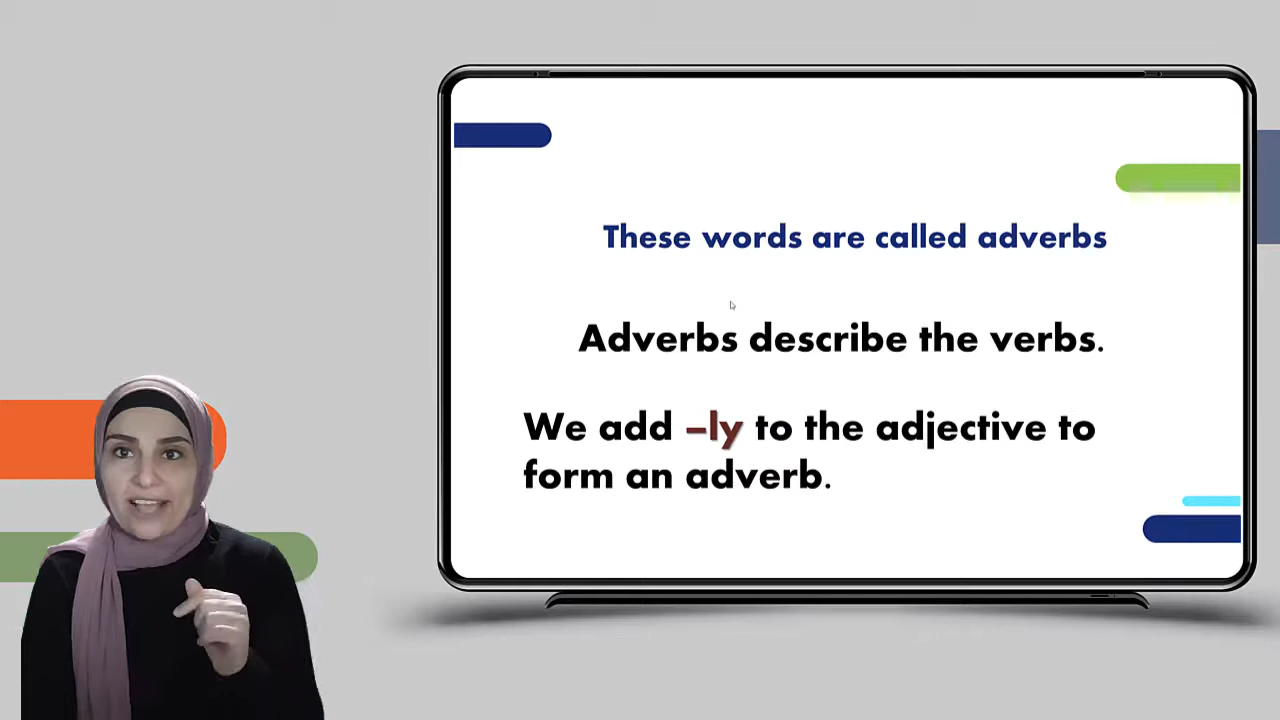 These words are called adverbs
Adverbs describe the verbs.
We add –ly to the adjective to
form an adverb.